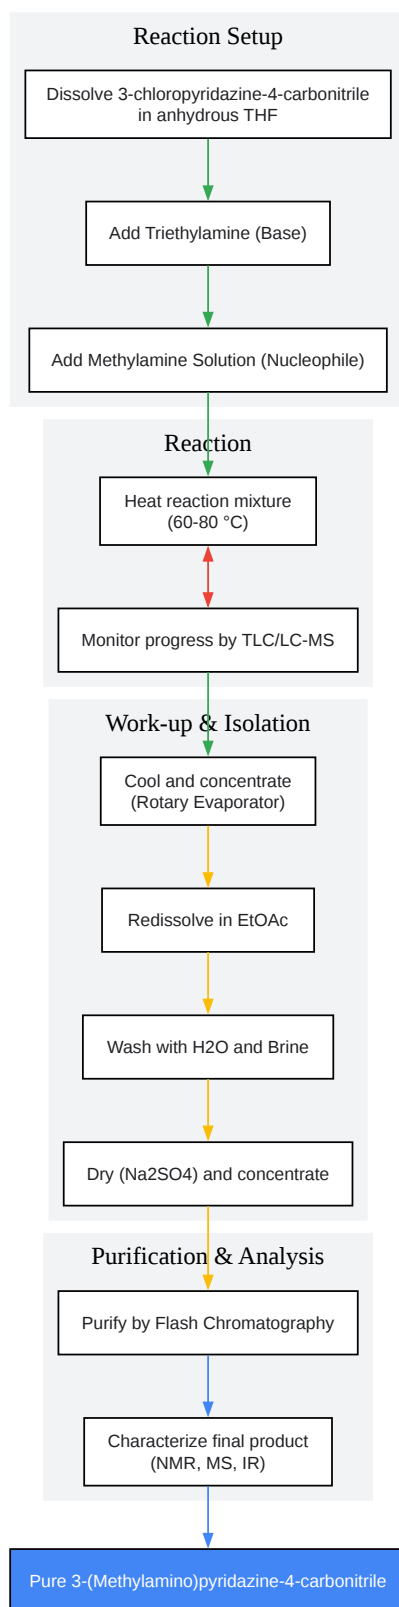 Reaction Setup
Dissolve 3-chloropyridazine-4-carbonitrile
in anhydrous THF
Add Triethylamine (Base)
Add Methylamine Solution (Nucleophile)
Reaction
Heat reaction mixture
(60-80 °C)
Monitor progress by TLC/LC-MS
Work-up & Isolation
Cool and concentrate
(Rotary Evaporator)
Redissolve in EtOAc
Wash with H2O and Brine
Dry (Na2SO4) and concentrate
Purification & Analysis
Purify by Flash Chromatography
Characterize final product
(NMR, MS, IR)
Pure 3-(Methylamino)pyridazine-4-carbonitrile